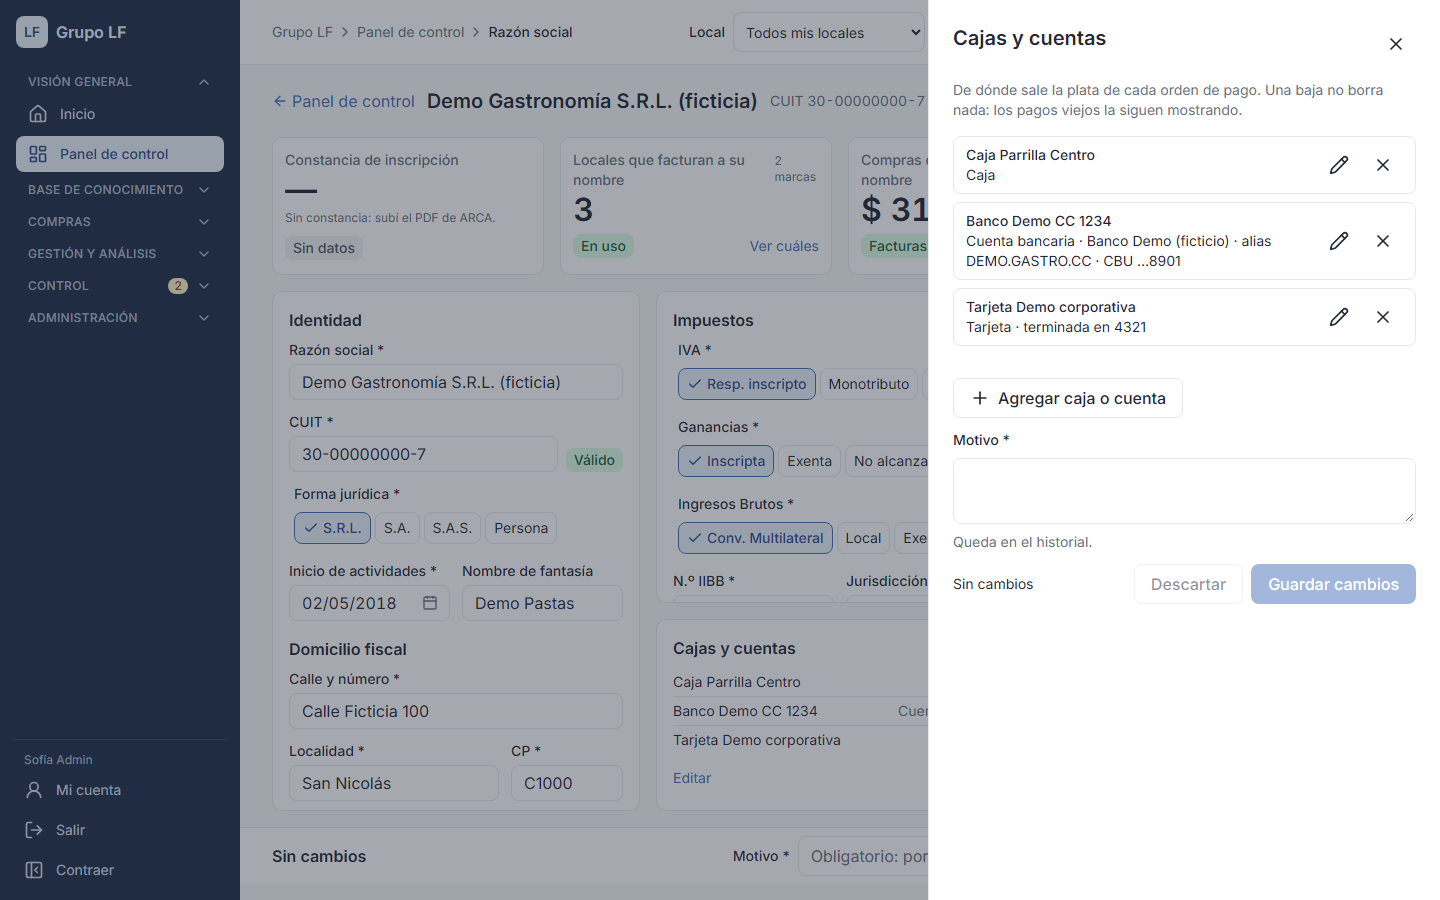 LF Grupo LF
VISIÓN GENERAL
Inicio
Panel de control
BASE DE CONOCIMIENTO
COMPRAS
GESTIÓN Y ANÁLISIS
CONTROL 2
ADMINISTRACIÓN
Sofía Admin
Mi cuenta
Salir
Contraer
Grupo LF > Panel de control > Razón social
Local Todos mis locales
← Panel de control Demo Gastronomía S.R.L. (ficticia) CUIT 30-00000000-7
Constancia de inscripción
—
Sin constancia: subí el PDF de ARCA.
Sin datos
Locales que facturan a su nombre
2 marcas
3
En uso
Ver cuáles
Compras
nombre
$ 31
Facturas
Identidad
Razón social *
Demo Gastronomía S.R.L. (ficticia)
CUIT *
30-00000000-7
Válido
Forma jurídica *
S.R.L. S.A. S.A.S. Persona
Inicio de actividades * Nombre de fantasía
02/05/2018 Demo Pastas
Domicilio fiscal
Calle y número *
Calle Ficticia 100
Localidad * CP *
San Nicolás C1000
Impuestos
IVA *
Resp. inscripto Monotributo
Ganancias *
Inscripta Exenta No alcanza
Ingresos Brutos *
Conv. Multilateral Local Exe
N.º IIBB * Jurisdicción
Cajas y cuentas
Caja Parrilla Centro
Banco Demo CC 1234 Cuen
Tarjeta Demo corporativa
Editar
Sin cambios
Motivo * Obligatorio: por
Cajas y cuentas
De dónde sale la plata de cada orden de pago. Una baja no borra
nada: los pagos viejos la siguen mostrando.
Caja Parrilla Centro
Caja
Banco Demo CC 1234
Cuenta bancaria · Banco Demo (ficticio) · alias
DEMO.GASTRO.CC · CBU ...8901
Tarjeta Demo corporativa
Tarjeta · terminada en 4321
+ Agregar caja o cuenta
Motivo *
Queda en el historial.
Sin cambios
Descartar
Guardar cambios